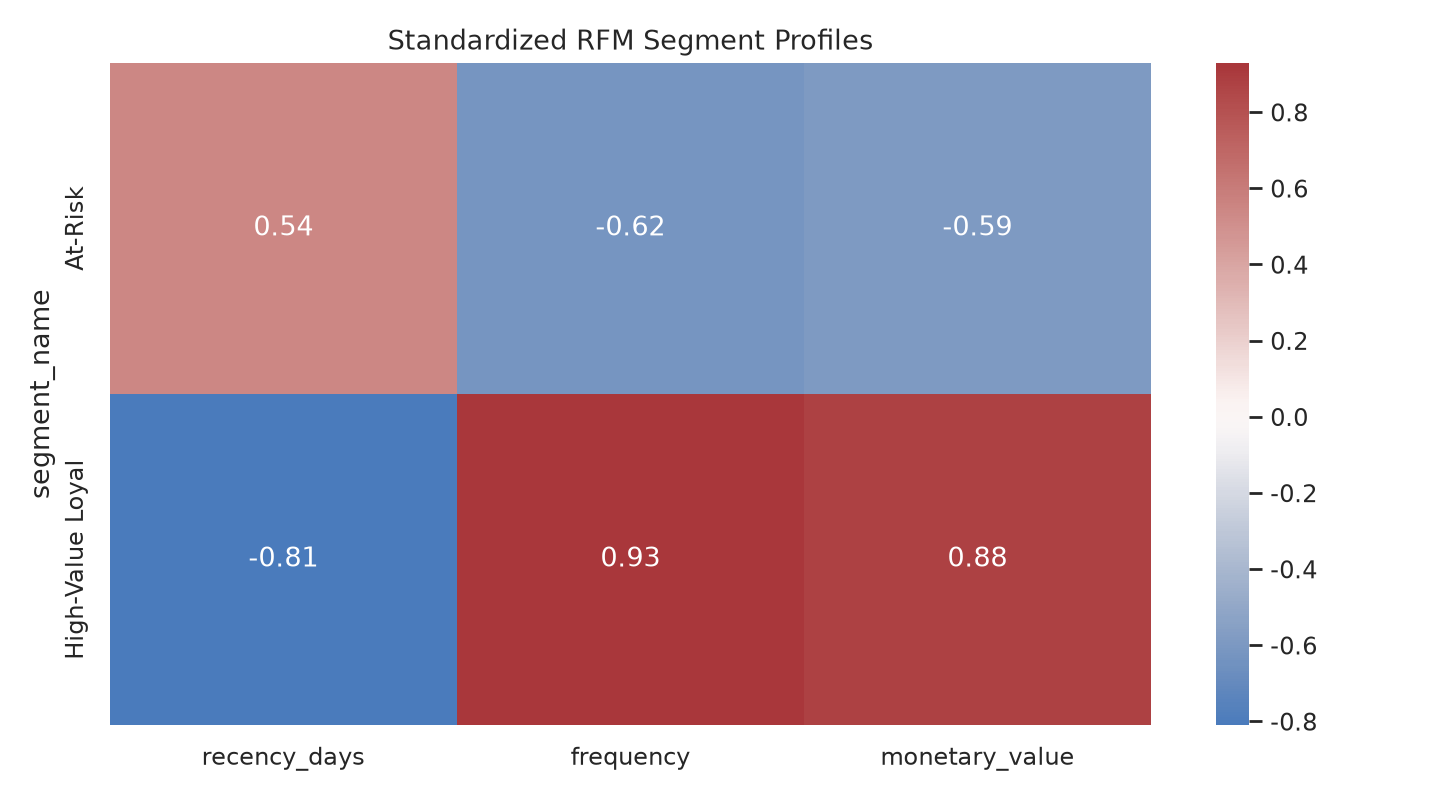 Standardized RFM Segment Profiles
segment_name
At-Risk
0.54 -0.62 -0.59
High-Value Loyal
-0.81 0.93 0.88
recency_days frequency monetary_value
0.8
0.6
0.4
0.2
0.0
-0.2
-0.4
-0.6
-0.8